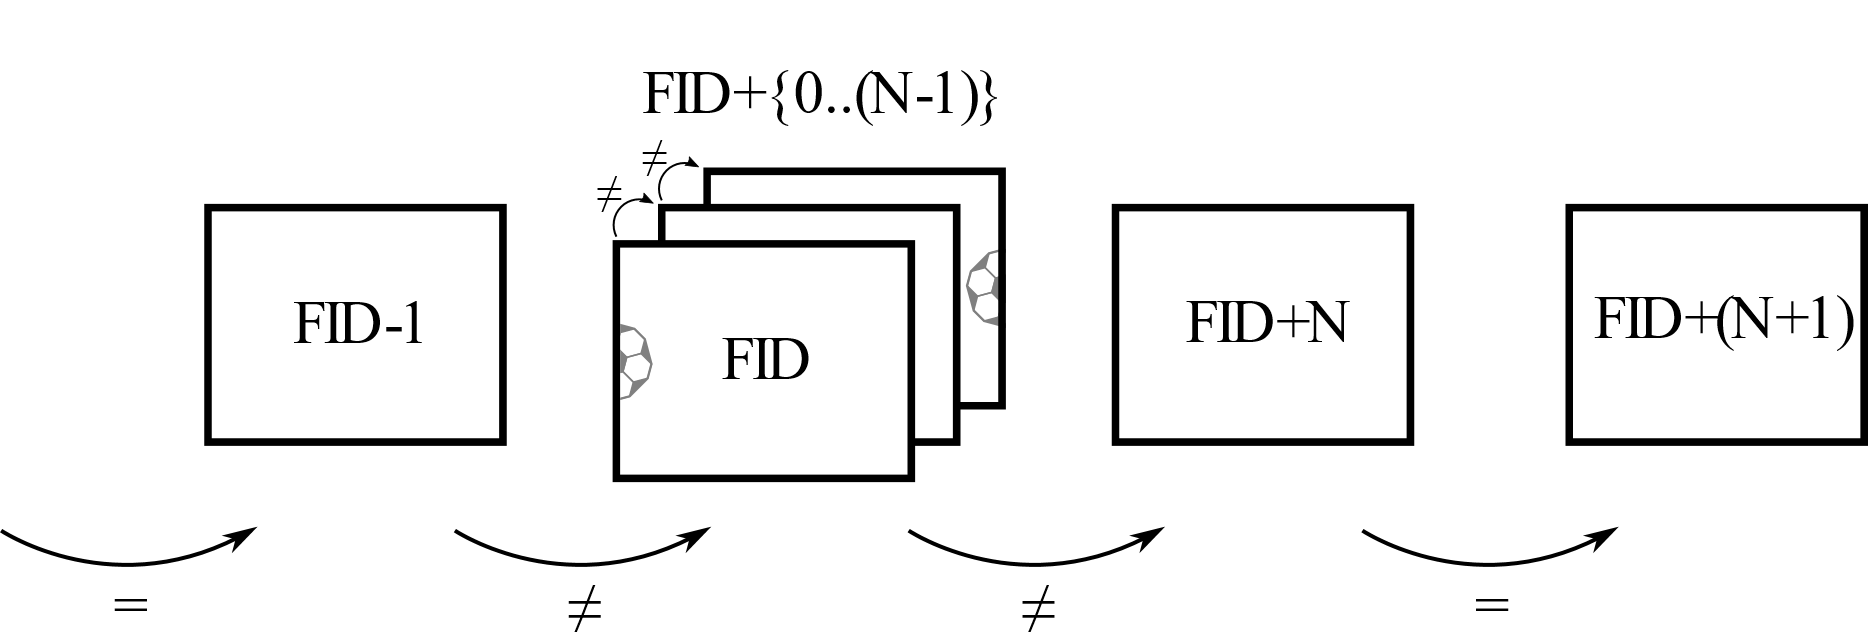 FID+{0..(N-1)}
≠
≠
FID-1
FID
FID+N
FID+(N+1)
=
≠
≠
=